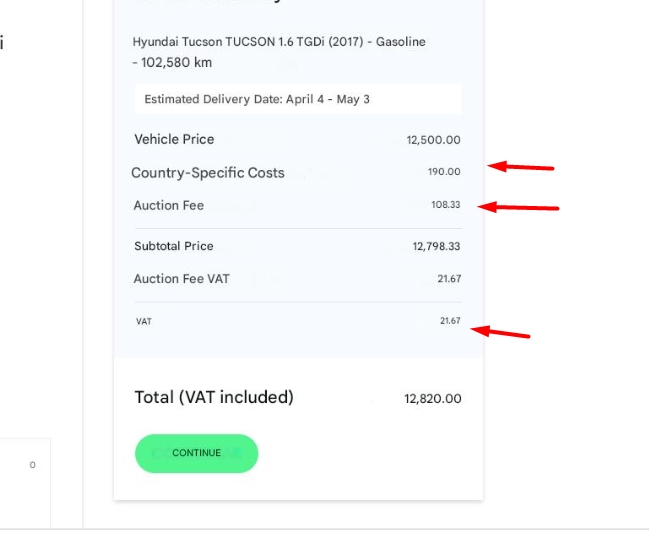 i
Hyundai Tucson TUCSON 1.6 TGDi (2017) - Gasoline
- 102,580 km
Estimated Delivery Date: April 4 - May 3
Vehicle Price 12,500.00
Country-Specific Costs 190.00
Auction Fee 108.33
Subtotal Price 12,798.33
Auction Fee VAT 21.67
VAT 21.67
Total (VAT included) 12,820.00
CONTINUE
0